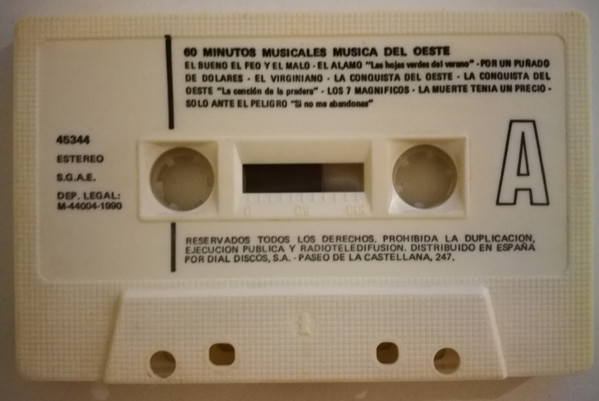 60 MINUTOS MUSICALES MUSICA DEL OESTE
EL BUENO EL FEO Y EL MALO - EL ALAMO "Las hojas verdes del verano" - POR UN PUÑADO
DE DOLARES - EL VIRGINIANO - LA CONQUISTA DEL OESTE - LA CONQUISTA DEL
OESTE "La canción de la pradera" - LOS 7 MAGNIFICOS - LA MUERTE TENIA UN PRECIO -
SOLO ANTE EL PELIGRO "Si no me abandonas"
45344
ESTEREO
S.G.A.E.
DEP. LEGAL:
M-44004-1990
A
RESERVADOS TODOS LOS DERECHOS. PROHIBIDA LA DUPLICACION,
EJECUCION PUBLICA Y RADIOTELEDIFUSION. DISTRIBUIDO EN ESPAÑA
POR DIAL DISCOS, S.A. - PASEO DE LA CASTELLANA, 247.